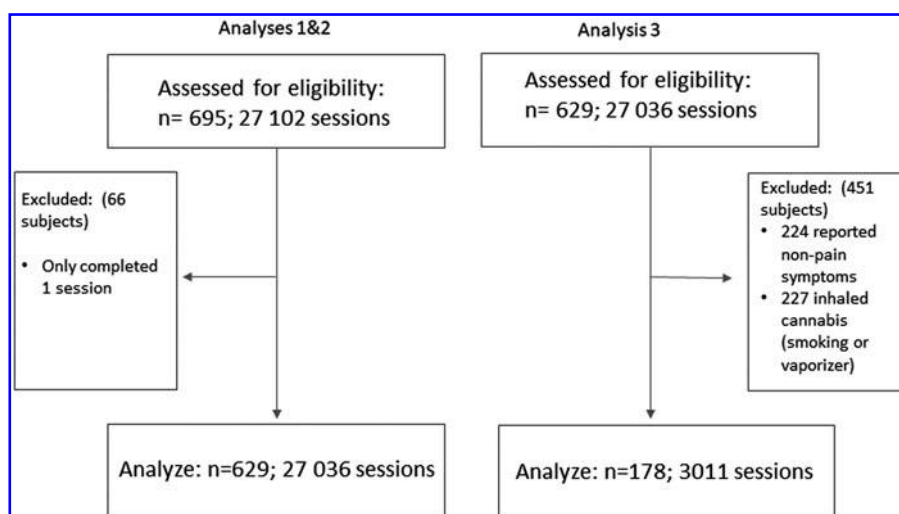 Analyses 1&2
Assessed for eligibility:
n= 695; 27 102 sessions
Excluded: (66
subjects)
• Only completed
1 session
Analyze: n=629; 27 036 sessions
Analysis 3
Assessed for eligibility:
n= 629; 27 036 sessions
Excluded: (451
subjects)
• 224 reported
non-pain
symptoms
• 227 inhaled
cannabis
(smoking or
vaporizer)
Analyze: n=178; 3011 sessions